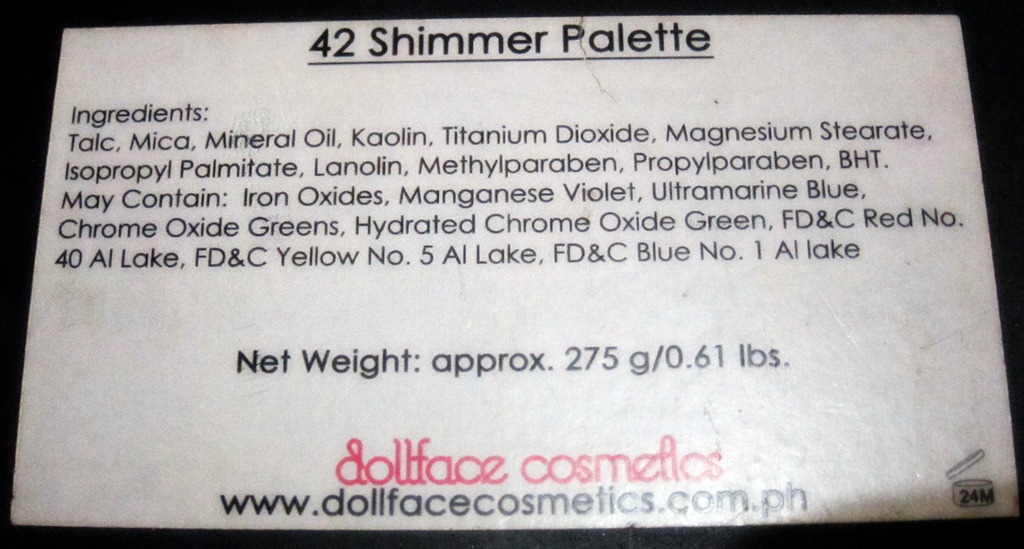 42 Shimmer Palette
Ingredients:
Talc, Mica, Mineral Oil, Kaolin, Titanium Dioxide, Magnesium Stearate,
Isopropyl Palmitate, Lanolin, Methylparaben, Propylparaben, BHT.
May Contain: Iron Oxides, Manganese Violet, Ultramarine Blue,
Chrome Oxide Greens, Hydrated Chrome Oxide Green, FD&C Red No.
40 Al Lake, FD&C Yellow No. 5 Al Lake, FD&C Blue No. 1 Al lake
Net Weight: approx. 275 g/0.61 lbs.
dollface cosmetics
www.dollfacecosmetics.com.ph
24M